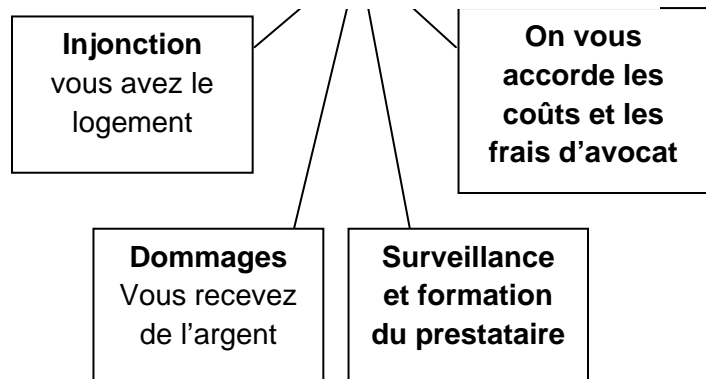 Injonction
vous avez le
logement
On vous
accorde les
coûts et les
frais d’avocat
Dommages
Vous recevez
de l’argent
Surveillance
et formation
du prestataire